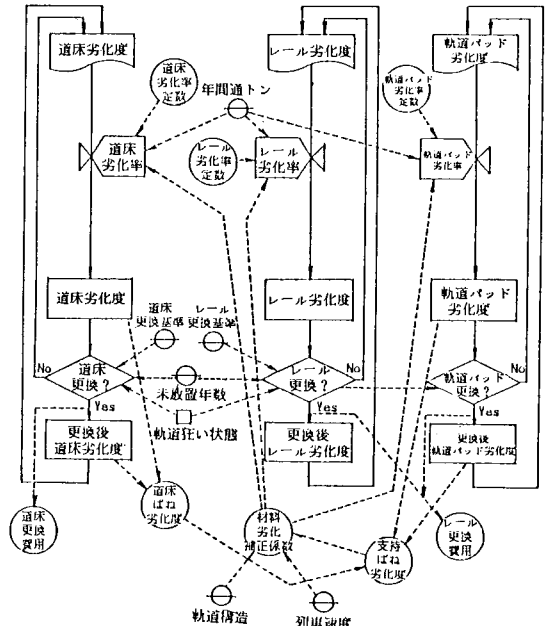 道床劣化度
レール劣化度
軌道パッド
劣化度
道床
劣化率
定数
年間通トン
軌道パッド
劣化率
定数
道床
劣化率
レール
劣化率
定数
レール
劣化率
軌道パッド
劣化率
道床劣化度
レール劣化度
軌道パッド
劣化度
道床
更換基準
レール
更換基準
No
道床
更換?
未放置年数
レール
更換?
No
軌道パッド
更換?
No
Yes
軌道狂い状態
Yes
Yes
更換後
道床劣化度
更換後
レール劣化度
更換後
軌道パッド劣化度
道床
更換
費用
道床
ばね
劣化度
材料
劣化
補正係数
支持
ばね
劣化度
レール
更換
費用
軌道構造
列車速度